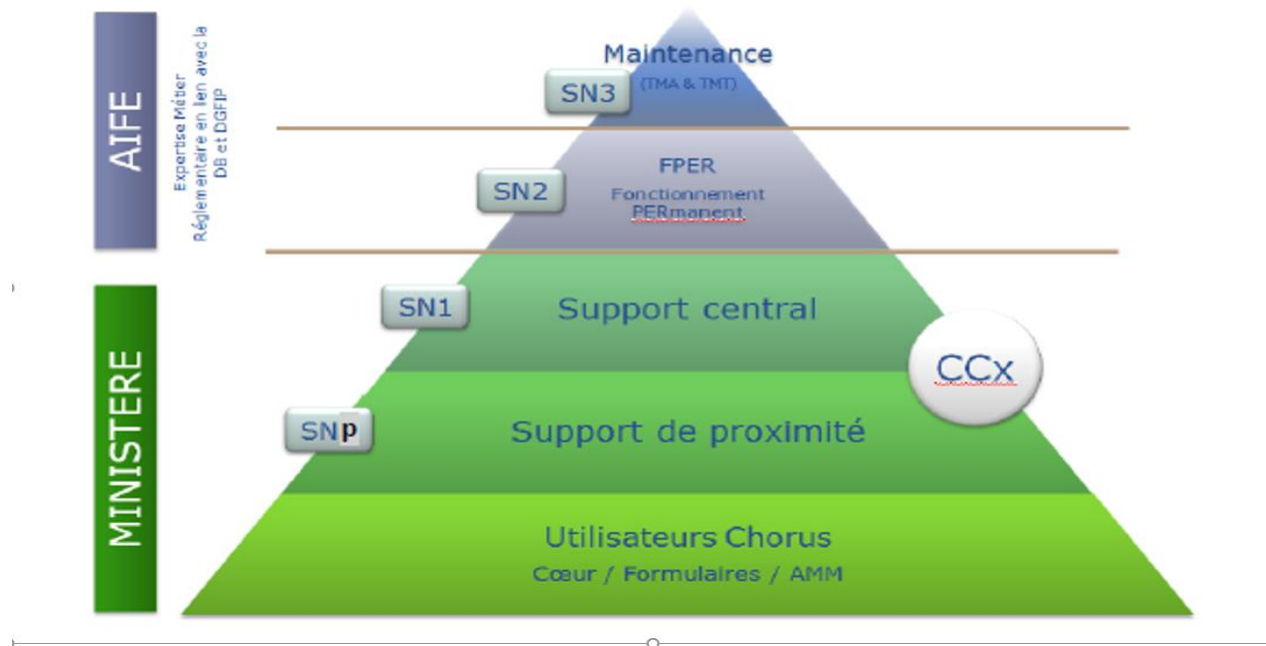 AIFE
Expertise Métier
Réglementaire en lien avec la
DB et DGFIP
Maintenance
(TMA & TMT)
SN3
FPER
Fonctionnement
PERmanent
SN2
MINISTERE
SN1
Support central
CCx
SNp
Support de proximité
Utilisateurs Chorus
Cœur / Formulaires / AMM